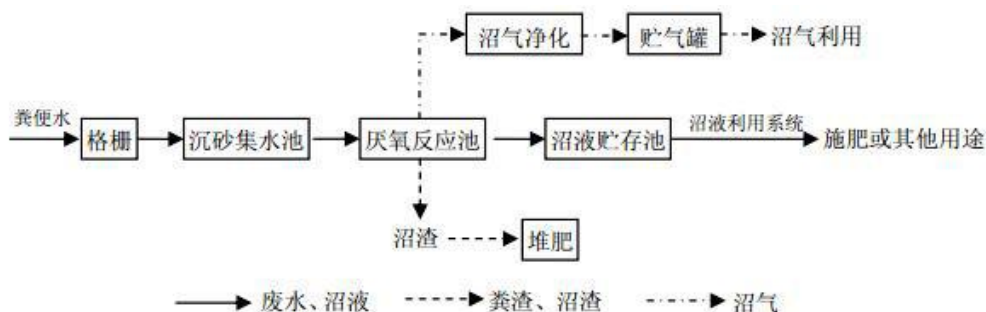 沼气净化 贮气罐 沼气利用
粪便水 格栅 沉砂集水池 厌氧反应池 沼液贮存池 沼液利用系统 施肥或其他用途
沼渣 堆肥
废水、沼液 粪渣、沼渣 沼气